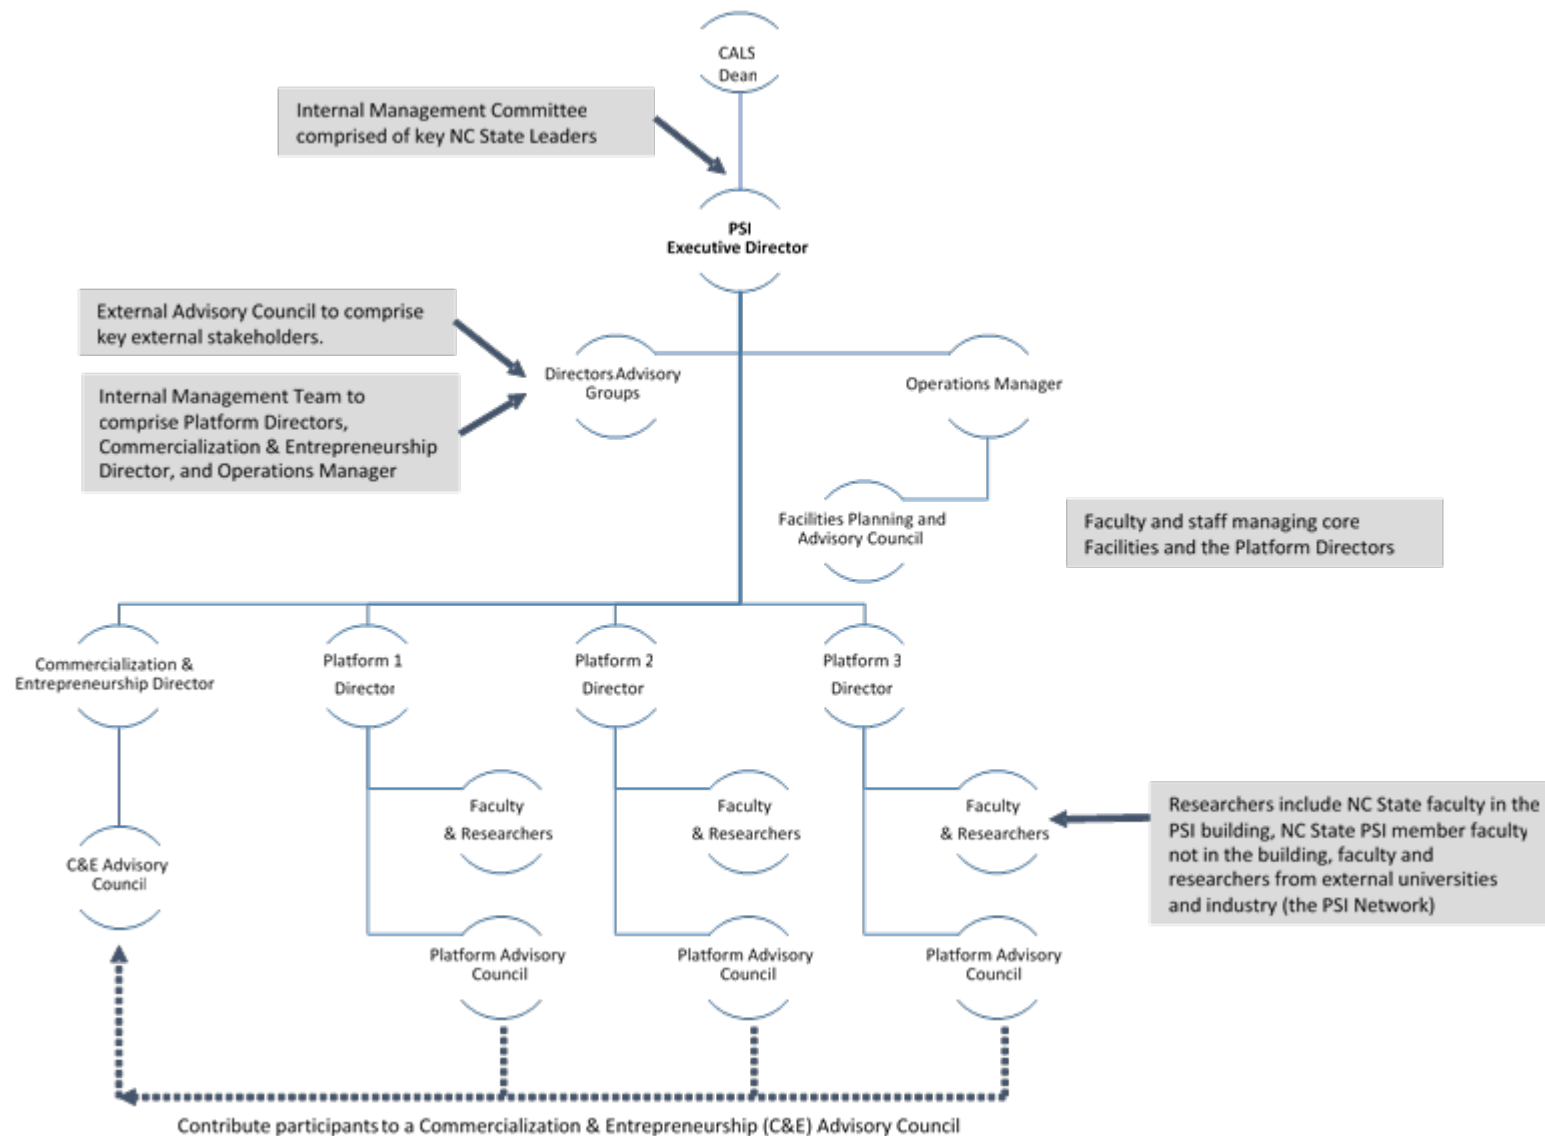 CALS
Dean
Internal Management Committee
comprised of key NC State Leaders
PSI
Executive Director
External Advisory Council to comprise
key external stakeholders.
Directors Advisory
Groups
Operations Manager
Internal Management Team to
comprise Platform Directors,
Commercialization & Entrepreneurship
Director, and Operations Manager
Facilities Planning and
Advisory Council
Faculty and staff managing core
Facilities and the Platform Directors
Commercialization &
Entrepreneurship Director
Platform 1
Director
Platform 2
Director
Platform 3
Director
Faculty
& Researchers
Faculty
& Researchers
Faculty
& Researchers
Researchers include NC State faculty in the
PSI building, NC State PSI member faculty
not in the building, faculty and
researchers from external universities
and industry (the PSI Network)
C&E Advisory
Council
Platform Advisory
Council
Platform Advisory
Council
Platform Advisory
Council
Contribute participants to a Commercialization & Entrepreneurship (C&E) Advisory Council